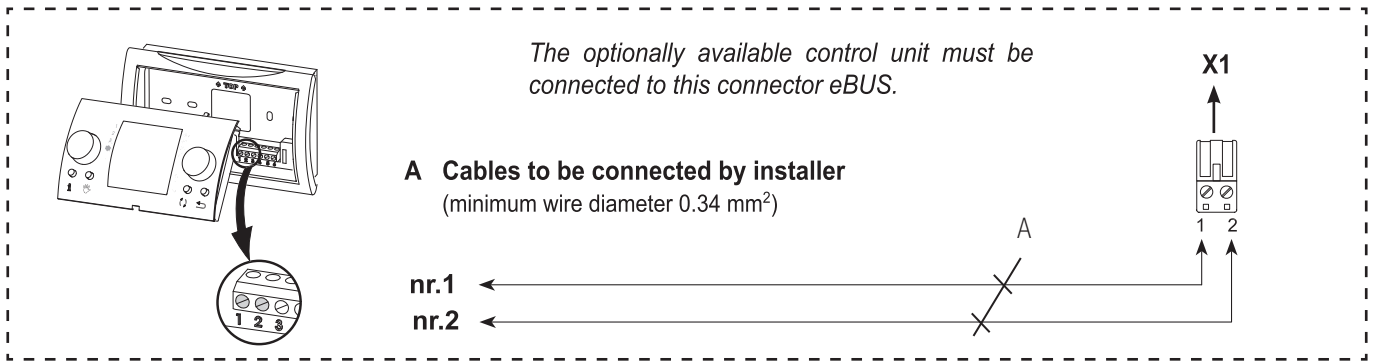 The optionally available control unit must be
connected to this connector eBUS.
X1
TOP
A Cables to be connected by installer
(minimum wire diameter 0.34 mm²)
A
1 2
nr.1
nr.2
1 2 3